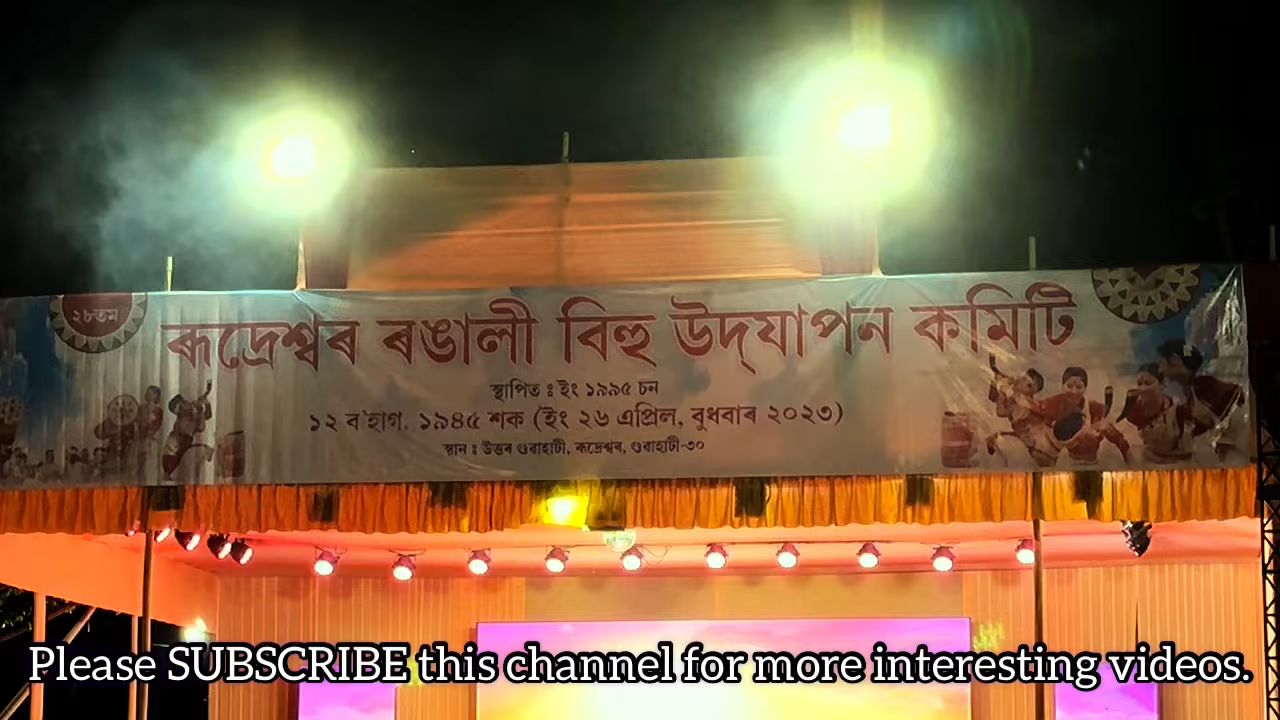 ২৮তম
ৰূদ্ৰেশ্বৰ ৰঙালী বিহু উদ্‌যাপন কমিটি
স্থাপিত : ইং ১৯৯৫ চন
১২ ব'হাগ, ১৯৪৫ শক (ইং ২৬ এপ্ৰিল, বুধবাৰ ২০২৩)
স্থান : উত্তৰ গুৱাহাটী, ৰূদ্ৰেশ্বৰ, গুৱাহাটী-৩০
Please SUBSCRIBE this channel for more interesting videos.